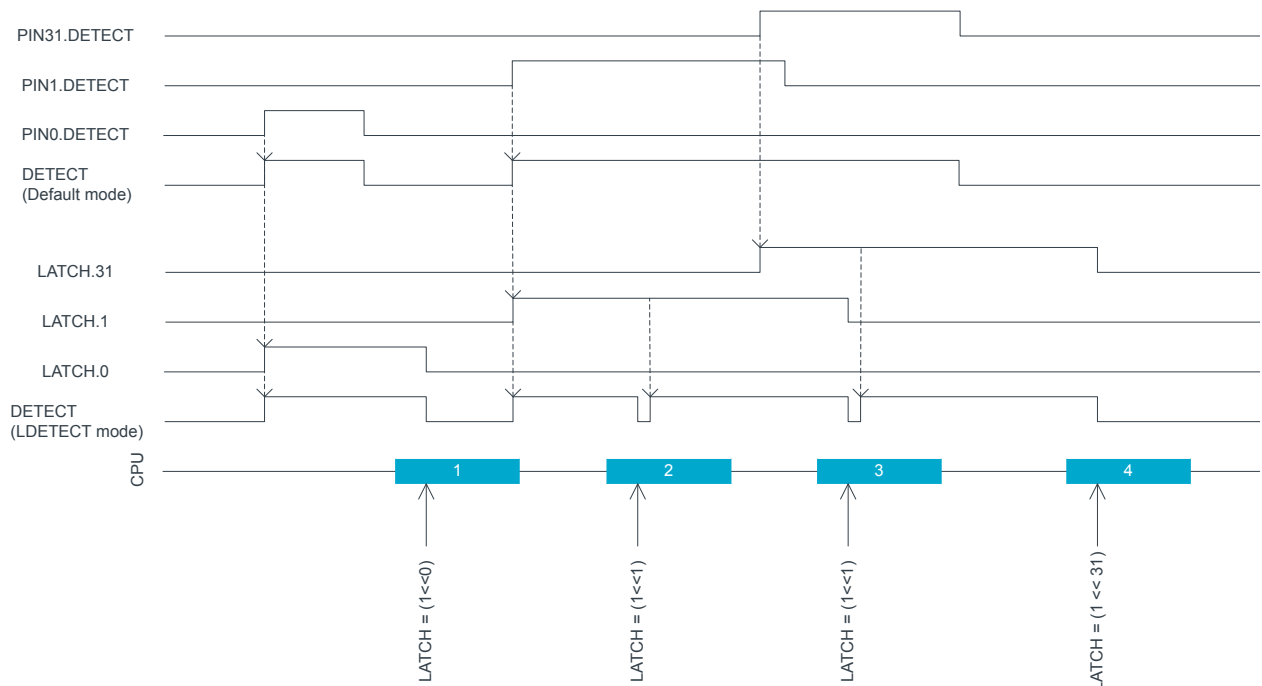 PIN31.DETECT
PIN1.DETECT
PIN0.DETECT
DETECT
(Default mode)
LATCH.31
LATCH.1
LATCH.0
DETECT
(LDETECT mode)
CPU
1
2
3
4
LATCH = (1<<0)
LATCH = (1<<1)
LATCH = (1<<1)
LATCH = (1 << 31)